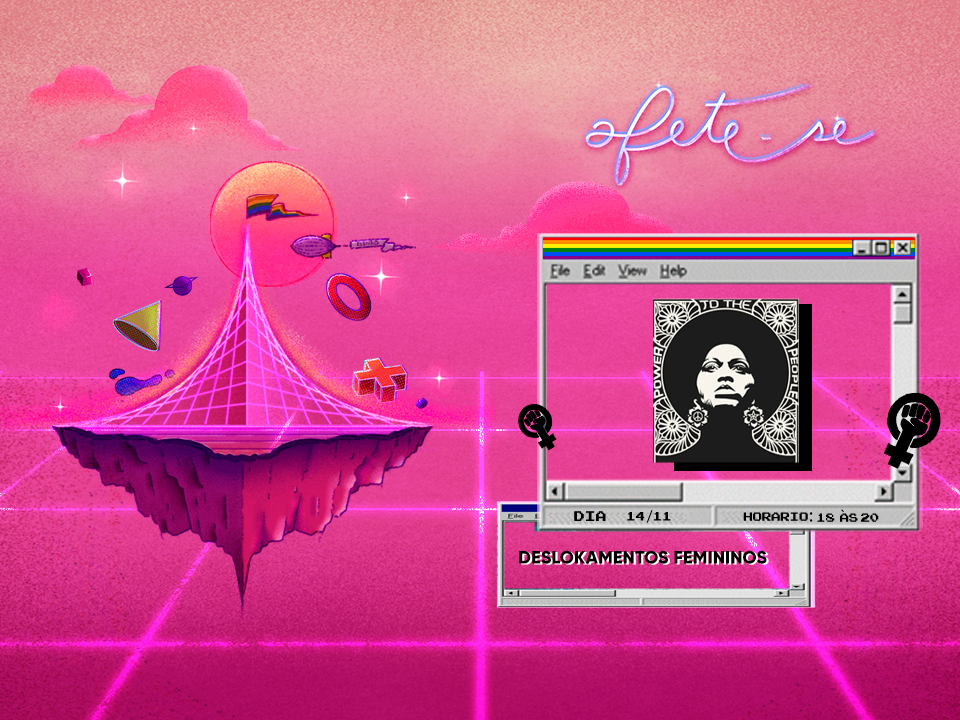 afete-se
File Edit View Help
POWER TO THE PEOPLE
DIA 14/11
HORARIO: 18 ÀS 20
File
DESLOKAMENTOS FEMININOS